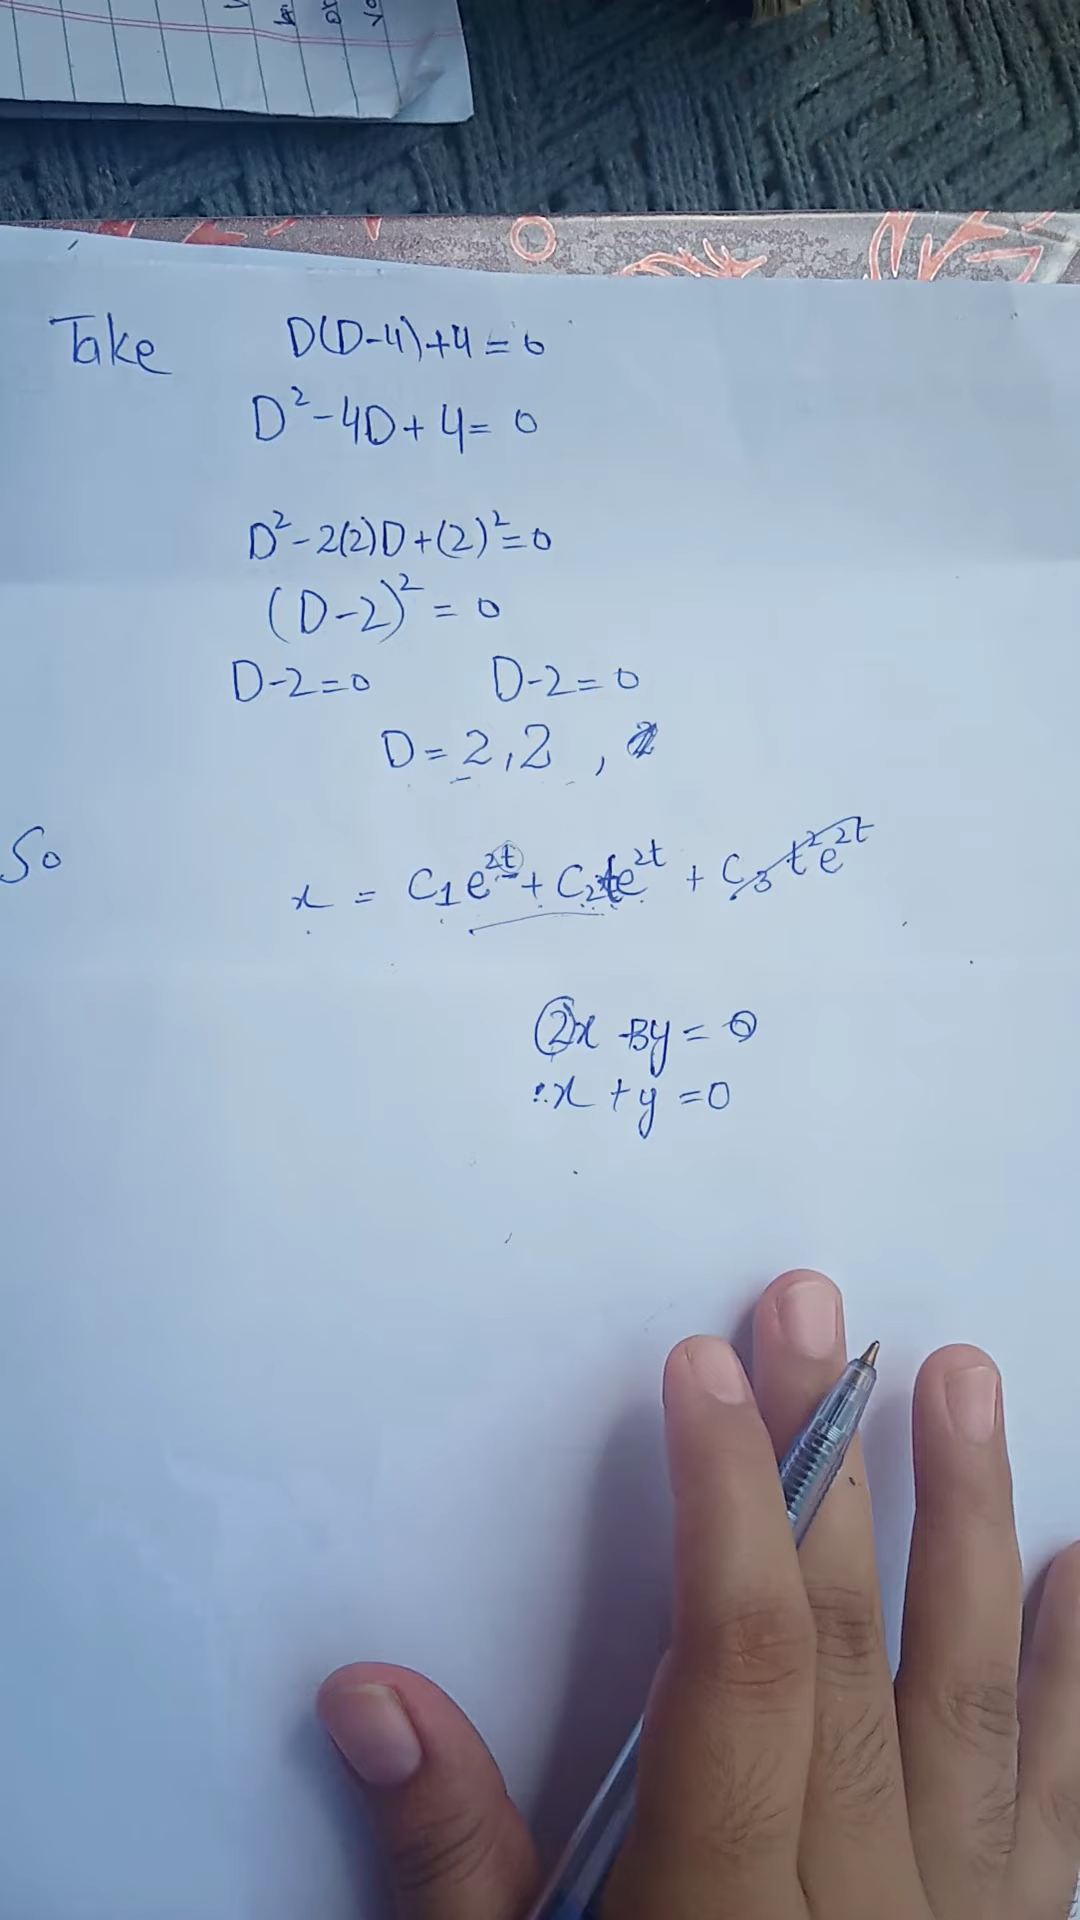 Take D(D-4)+4=0
D²-4D+4=0
D²-2(2)D+(2)²=0
(D-2)²=0
D-2=0 D-2=0
D=2,2,
So x = C1e^2t + C2te^2t + C3t²e^2t
2x -3y=0
x+y=0